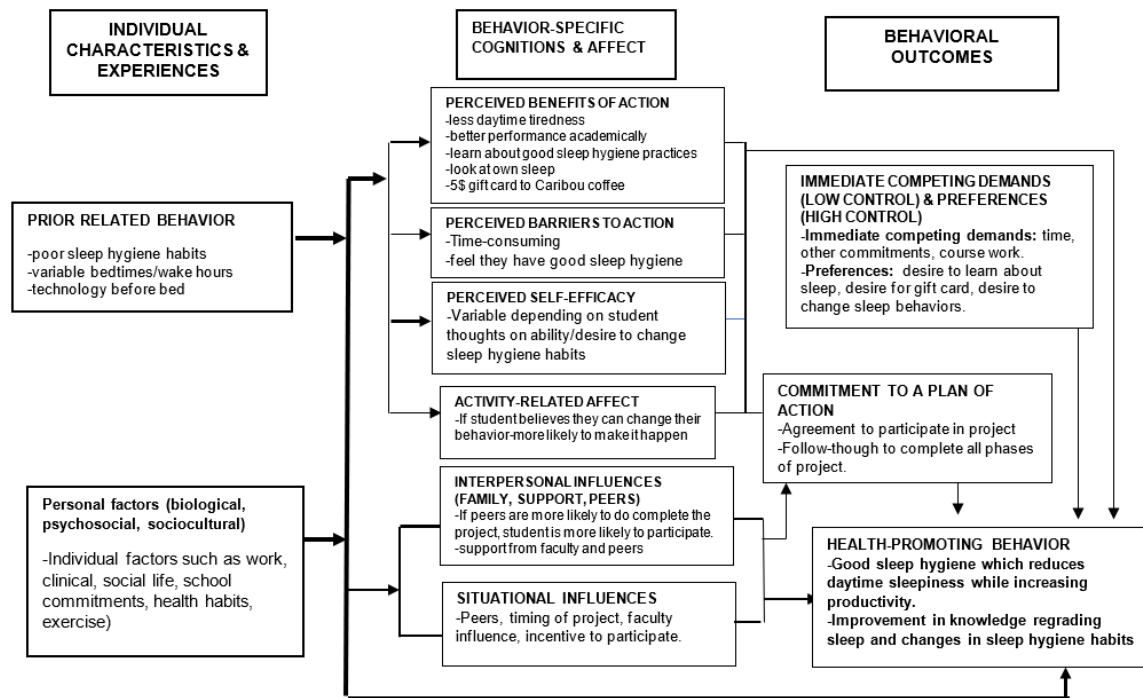 INDIVIDUAL
CHARACTERISTICS &
EXPERIENCES
BEHAVIOR-SPECIFIC
COGNITIONS & AFFECT
BEHAVIORAL
OUTCOMES
PRIOR RELATED BEHAVIOR
-poor sleep hygiene habits
-variable bedtimes/wake hours
-technology before bed
Personal factors (biological,
psychosocial, sociocultural)
-Individual factors such as work,
clinical, social life, school
commitments, health habits,
exercise)
PERCEIVED BENEFITS OF ACTION
-less daytime tiredness
-better performance academically
-learn about good sleep hygiene practices
-look at own sleep
-5$ gift card to Caribou coffee
PERCEIVED BARRIERS TO ACTION
-Time-consuming
-feel they have good sleep hygiene
PERCEIVED SELF-EFFICACY
-Variable depending on student
thoughts on ability/desire to change
sleep hygiene habits
ACTIVITY-RELATED AFFECT
-If student believes they can change their
behavior-more likely to make it happen
INTERPERSONAL INFLUENCES
(FAMILY, SUPPORT, PEERS)
-If peers are more likely to do complete the
project, student is more likely to participate.
-support from faculty and peers
SITUATIONAL INFLUENCES
-Peers, timing of project, faculty
influence, incentive to participate.
IMMEDIATE COMPETING DEMANDS
(LOW CONTROL) & PREFERENCES
(HIGH CONTROL)
-Immediate competing demands: time,
other commitments, course work.
-Preferences: desire to learn about
sleep, desire for gift card, desire to
change sleep behaviors.
COMMITMENT TO A PLAN OF
ACTION
-Agreement to participate in project
-Follow-though to complete all phases
of project.
HEALTH-PROMOTING BEHAVIOR
-Good sleep hygiene which reduces
daytime sleepiness while increasing
productivity.
-Improvement in knowledge regrading
sleep and changes in sleep hygiene habits